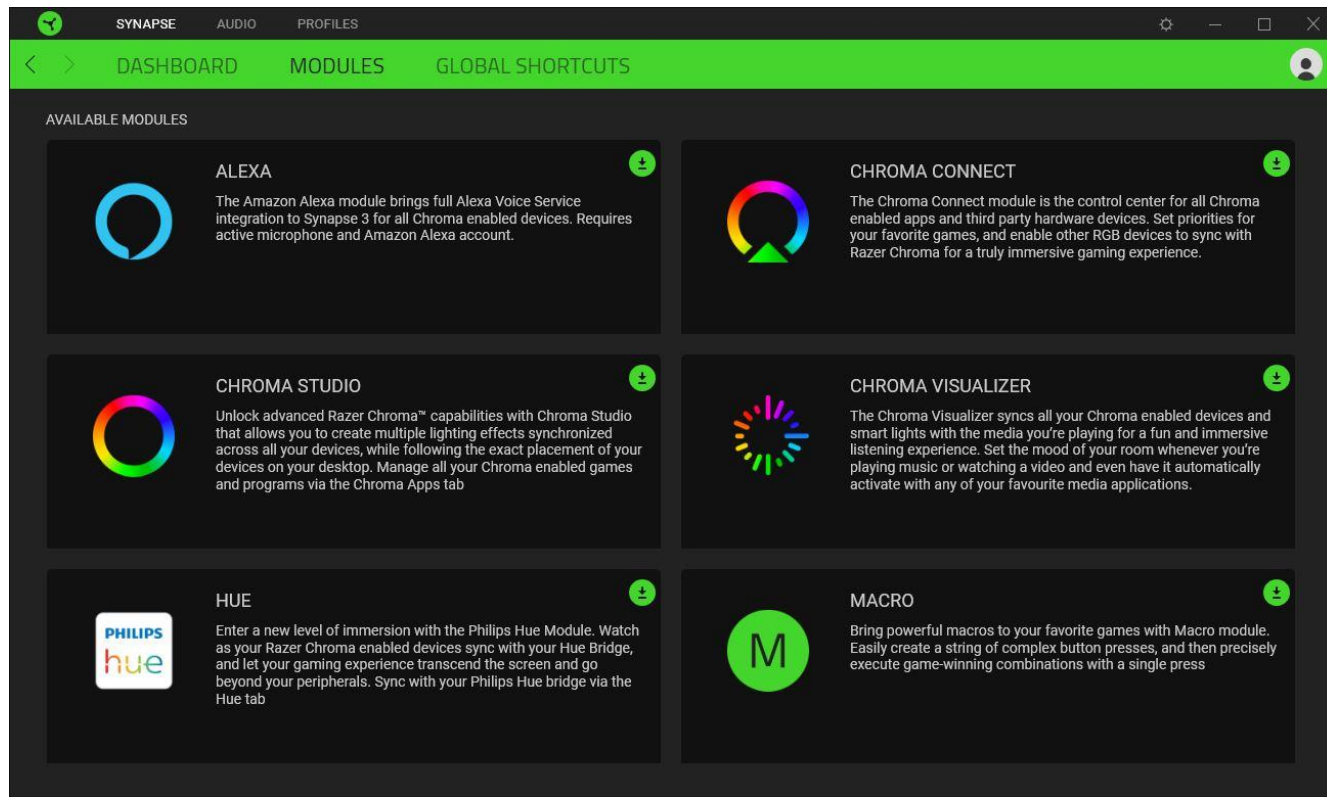 SYNAPSE AUDIO PROFILES
DASHBOARD MODULES GLOBAL SHORTCUTS
AVAILABLE MODULES
ALEXA
The Amazon Alexa module brings full Alexa Voice Service
integration to Synapse 3 for all Chroma enabled devices. Requires
active microphone and Amazon Alexa account.
CHROMA CONNECT
The Chroma Connect module is the control center for all Chroma
enabled apps and third party hardware devices. Set priorities for
your favorite games, and enable other RGB devices to sync with
Razer Chroma for a truly immersive gaming experience.
CHROMA STUDIO
Unlock advanced Razer Chroma™ capabilities with Chroma Studio
that allows you to create multiple lighting effects synchronized
across all your devices, while following the exact placement of your
devices on your desktop. Manage all your Chroma enabled games
and programs via the Chroma Apps tab
CHROMA VISUALIZER
The Chroma Visualizer syncs all your Chroma enabled devices and
smart lights with the media you're playing for a fun and immersive
listening experience. Set the mood of your room whenever you're
playing music or watching a video and even have it automatically
activate with any of your favourite media applications.
PHILIPS
hue
HUE
Enter a new level of immersion with the Philips Hue Module. Watch
as your Razer Chroma enabled devices sync with your Hue Bridge,
and let your gaming experience transcend the screen and go
beyond your peripherals. Sync with your Philips Hue bridge via the
Hue tab
M
MACRO
Bring powerful macros to your favorite games with Macro module.
Easily create a string of complex button presses, and then precisely
execute game-winning combinations with a single press